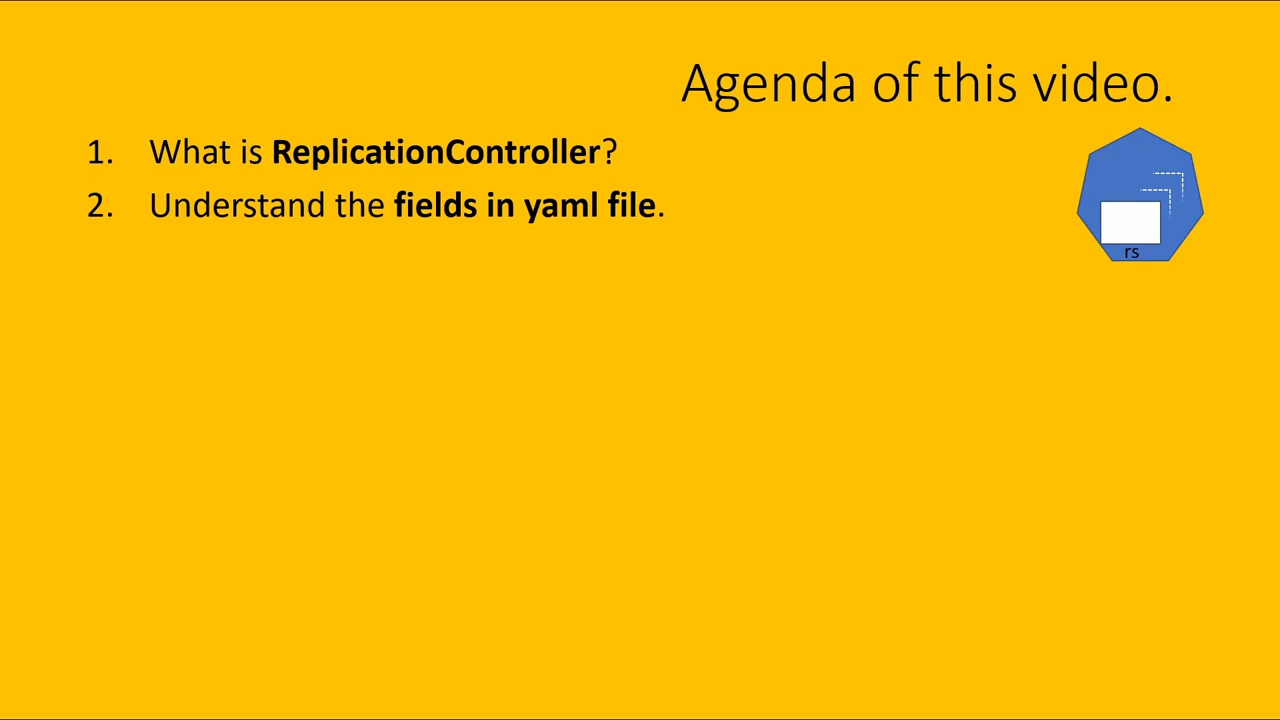 Agenda of this video.
1. What is ReplicationController?
2. Understand the fields in yaml file.
rs